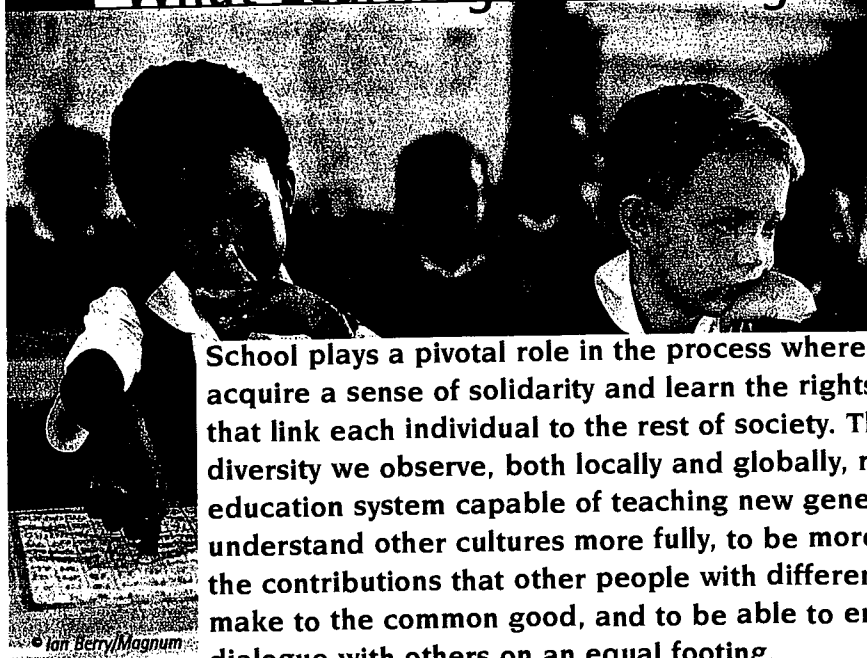 School plays a pivotal role in the process where
acquire a sense of solidarity and learn the rights
that link each individual to the rest of society.
diversity we observe, both locally and globally,
education system capable of teaching new gene
understand other cultures more fully, to be more
the contributions that other people with differen
make to the common good, and to be able to en
dialogue with others on an equal footing.
© Ian Berry/Magnum